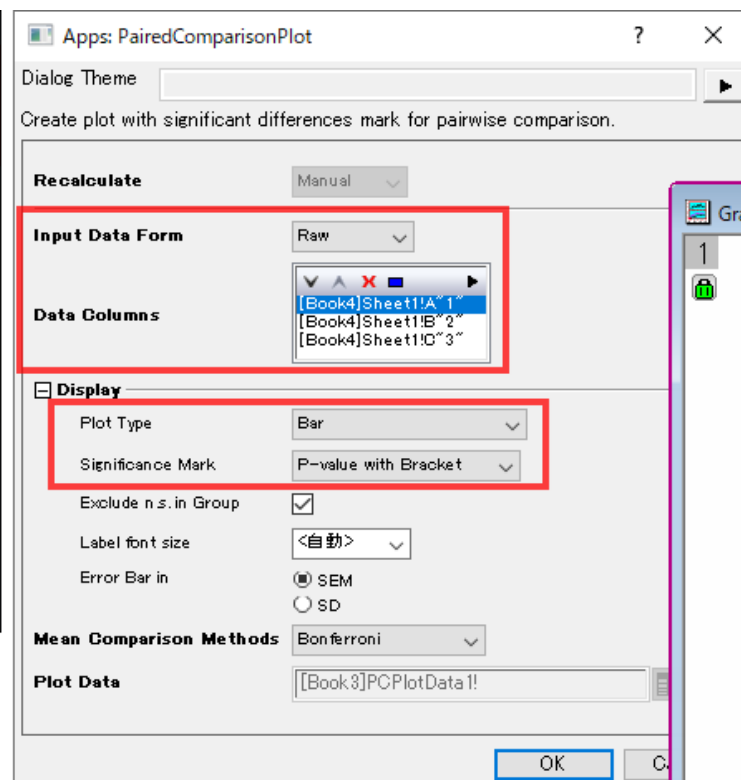 Apps: PairedComparisonPlot ? ×
Dialog Theme
Create plot with significant differences mark for pairwise comparison.
Recalculate Manual
Input Data Form Raw
Data Columns
[Book4]Sheet1!A"1"
[Book4]Sheet1!B"2"
[Book4]Sheet1!C"3"
Display
Plot Type Bar
Significance Mark P-value with Bracket
Exclude n.s. in Group
Label font size <自動>
Error Bar in SEM
SD
Mean Comparison Methods Bonferroni
Plot Data [Book3]PCPlotData1!
OK
1